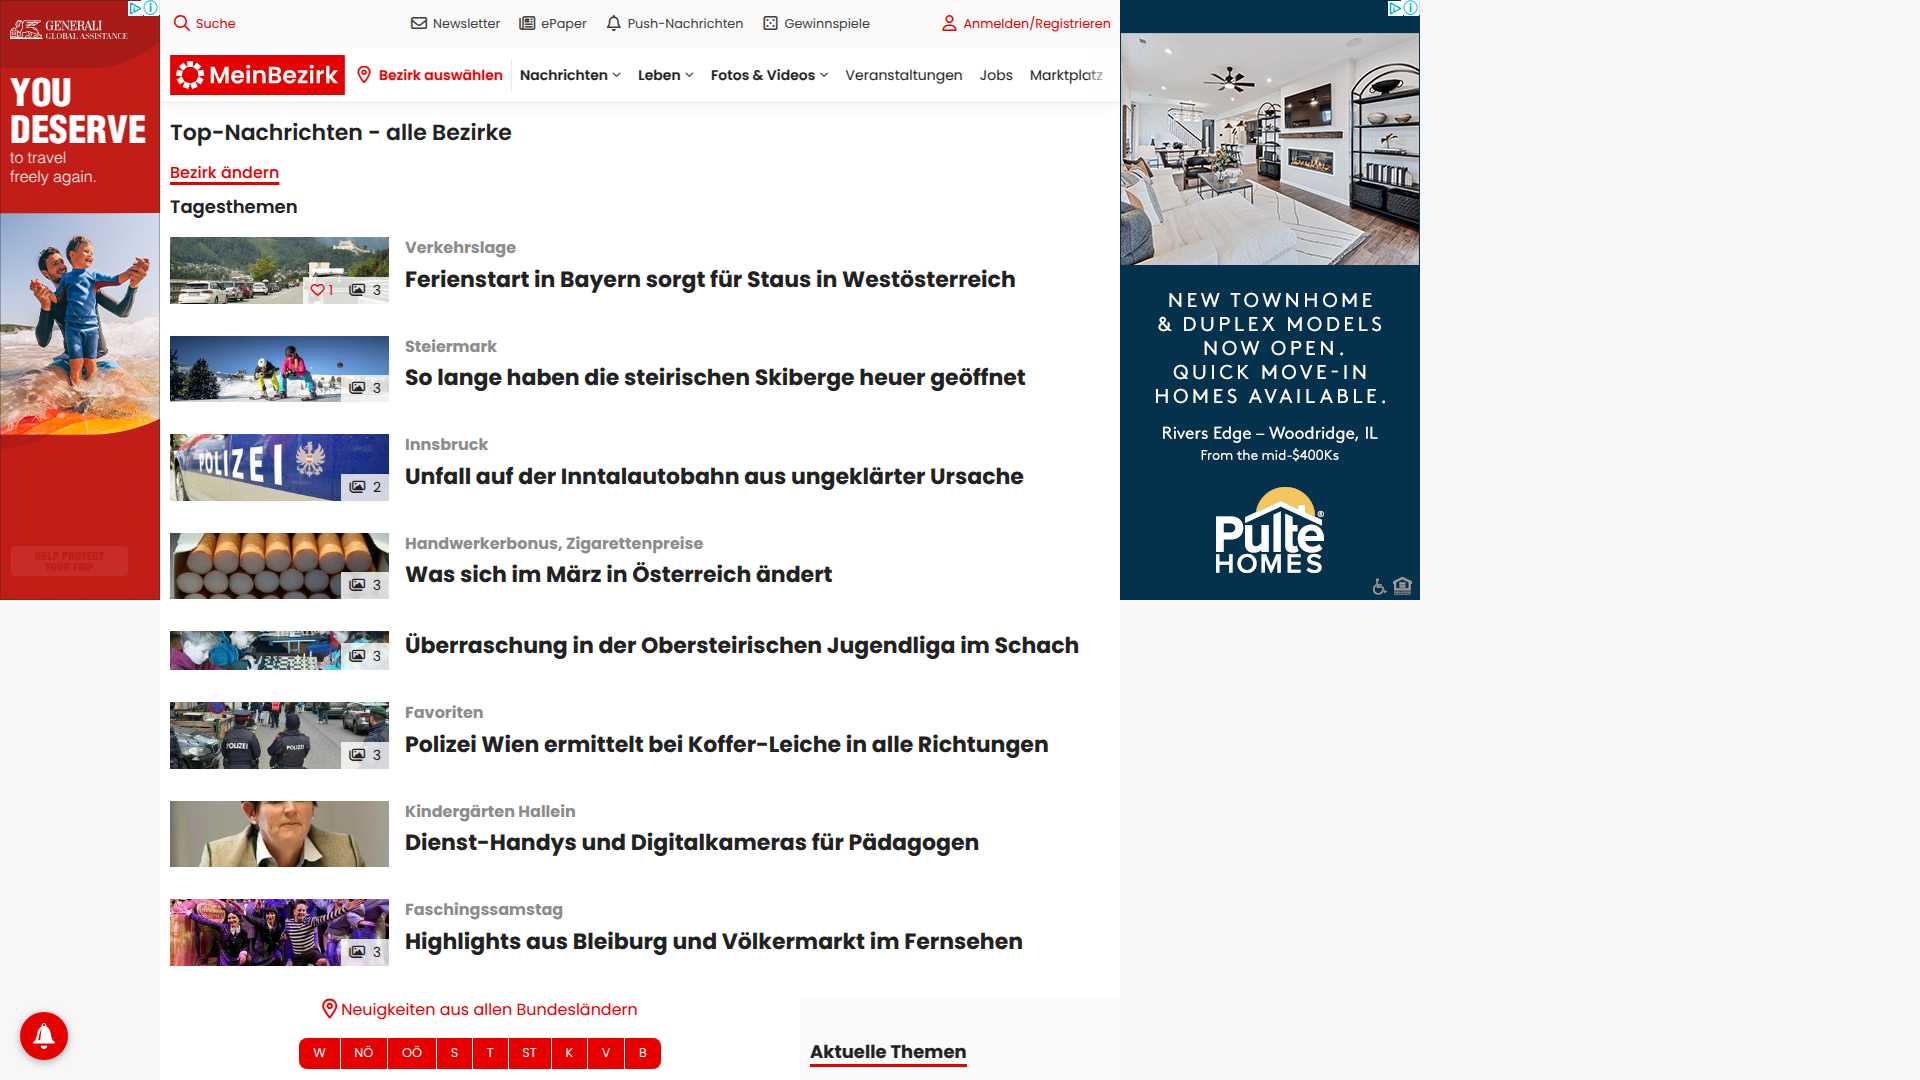 Suche
Newsletter
ePaper
Push-Nachrichten
Gewinnspiele
Anmelden/Registrieren
MeinBezirk
Bezirk auswählen
Nachrichten
Leben
Fotos & Videos
Veranstaltungen
Jobs
Marktplatz
GENERALI
GLOBAL ASSISTANCE
YOU
DESERVE
to travel
freely again.
HELP PROTECT
YOUR TRIP
Top-Nachrichten - alle Bezirke
Bezirk ändern
Tagesthemen
Verkehrslage
Ferienstart in Bayern sorgt für Staus in Westösterreich
1
3
Steiermark
So lange haben die steirischen Skiberge heuer geöffnet
3
Innsbruck
Unfall auf der Inntalautobahn aus ungeklärter Ursache
POLIZEI
2
Handwerkerbonus, Zigarettenpreise
Was sich im März in Österreich ändert
3
Überraschung in der Obersteirischen Jugendliga im Schach
3
Favoriten
Polizei Wien ermittelt bei Koffer-Leiche in alle Richtungen
POLIZEI
POLIZEI
3
Kindergärten Hallein
Dienst-Handys und Digitalkameras für Pädagogen
Faschingssamstag
Highlights aus Bleiburg und Völkermarkt im Fernsehen
3
Neuigkeiten aus allen Bundesländern
W
NÖ
OÖ
S
T
ST
K
V
B
Aktuelle Themen
NEW TOWNHOME
& DUPLEX MODELS
NOW OPEN.
QUICK MOVE-IN
HOMES AVAILABLE.
Rivers Edge – Woodridge, IL
From the mid-$400Ks
Pulte®
HOMES